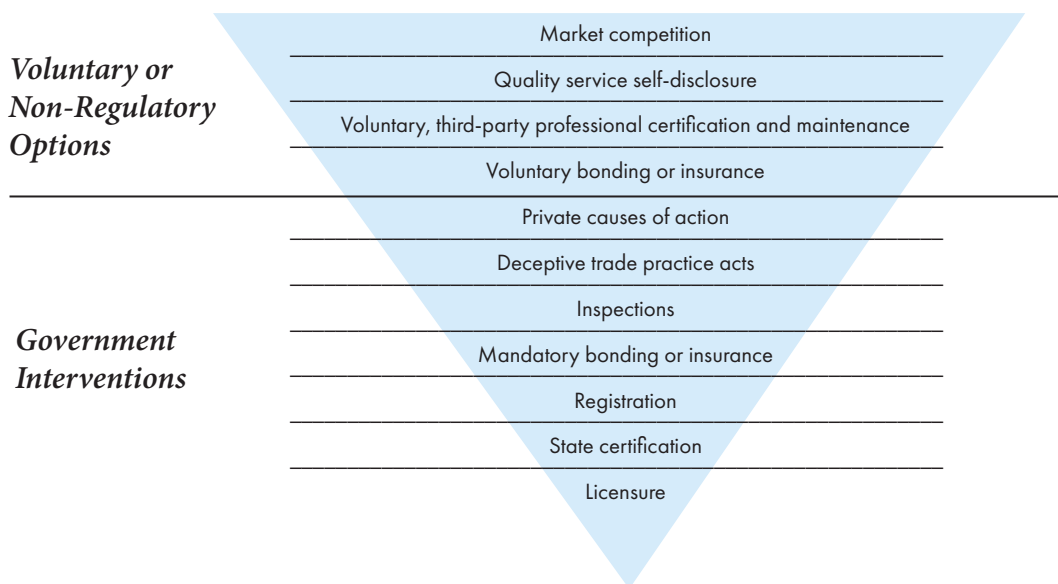 Voluntary or
Non-Regulatory
Options
Market competition
Quality service self-disclosure
Voluntary, third-party professional certification and maintenance
Voluntary bonding or insurance
Government
Interventions
Private causes of action
Deceptive trade practice acts
Inspections
Mandatory bonding or insurance
Registration
State certification
Licensure